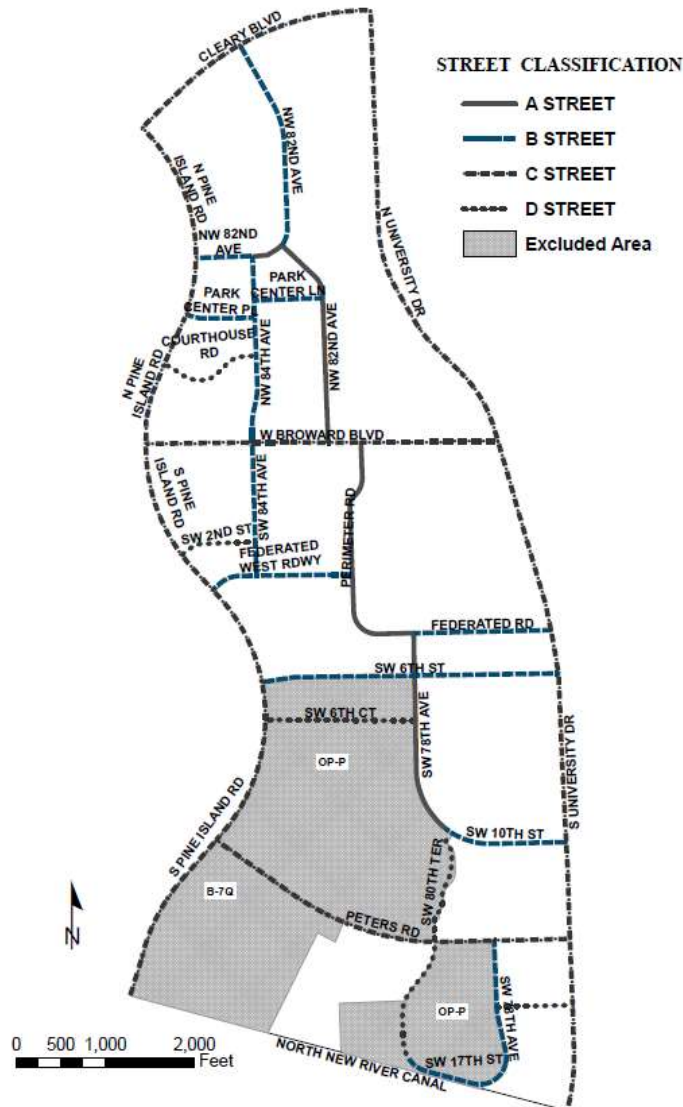 CLEARY BLVD
STREET CLASSIFICATION
A STREET
B STREET
C STREET
D STREET
Excluded Area
NW 82ND AVE
N PINE
ISLAND RD
N UNIVERSITY DR
NW 82ND
AVE
PARK
CENTER LN
PARK
CENTER PL
COURTHOUSE
RD
NW 84TH AVE
NW 82ND AVE
N PINE
ISLAND RD
W BROWARD BLVD
S PINE
ISLAND RD
SW 84TH AVE
PERIMETER RD
SW 2ND ST
FEDERATED
WEST RDWY
FEDERATED RD
SW 6TH ST
SW 6TH CT
SW 78TH AVE
OP-P
S UNIVERSITY DR
S PINE ISLAND RD
SW 10TH ST
SW 80TH TER
B-7Q
PETERS RD
N
OP-P
SW 78TH AVE
SW 17TH ST
NORTH NEW RIVER CANAL
0 500 1,000 2,000
Feet